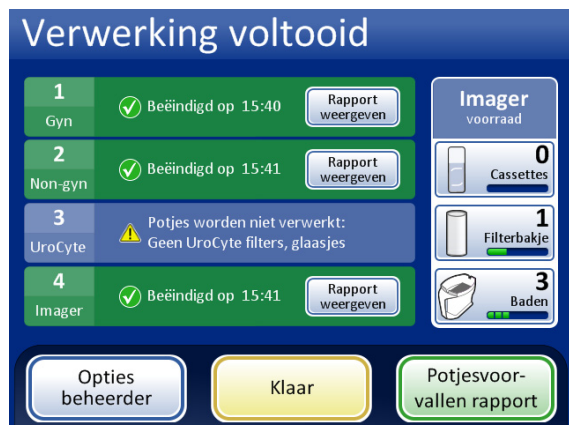 Verwerking voltooid
1
Gyn
Beëindigd op 15:40
Rapport
weergeven
2
Non-gyn
Beëindigd op 15:41
Rapport
weergeven
3
UroCyte
Potjes worden niet verwerkt:
Geen UroCyte filters, glaasjes
4
Imager
Beëindigd op 15:41
Rapport
weergeven
Imager
voorraad
0
Cassettes
1
Filterbakje
3
Baden
Opties
beheerder
Klaar
Potjesvoor-
vallen rapport